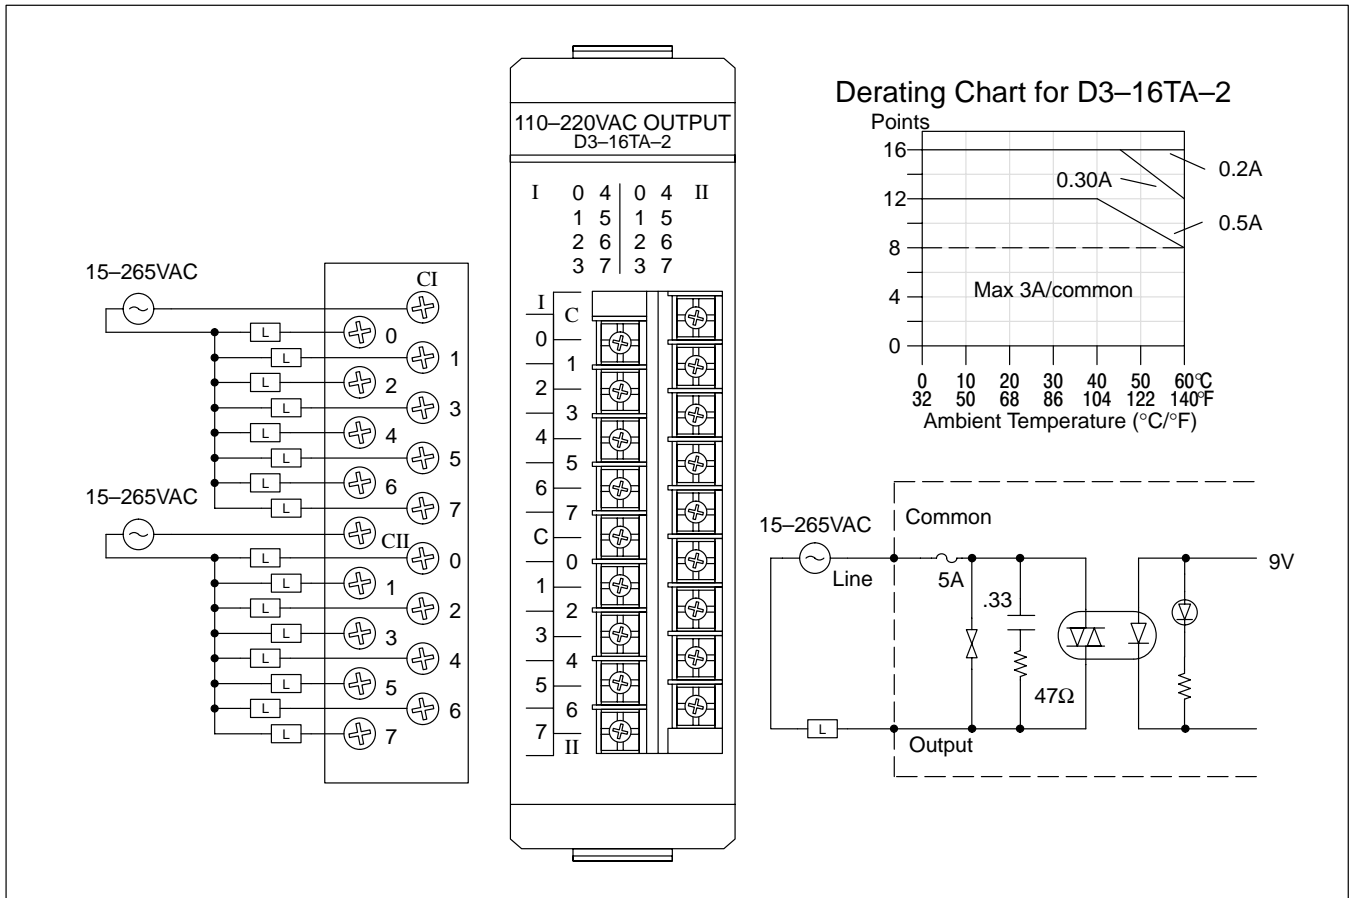 15–265VAC
CI
L 0
L 1
L 2
L 3
L 4
L 5
L 6
L 7
15–265VAC
CII
L 0
L 1
L 2
L 3
L 4
L 5
L 6
L 7
110–220VAC OUTPUT
D3–16TA–2
I 0 4 0 4 II
1 5 1 5
2 6 2 6
3 7 3 7
I
C
0
1
2
3
4
5
6
7
C
0
1
2
3
4
5
6
7
II
Derating Chart for D3–16TA–2
Points
16
12
8
4
0
0.2A
0.30A
0.5A
Max 3A/common
0 10 20 30 40 50 60°C
32 50 68 86 104 122 140°F
Ambient Temperature (°C/°F)
15–265VAC
Common
Line
5A
.33
47Ω
9V
L
Output